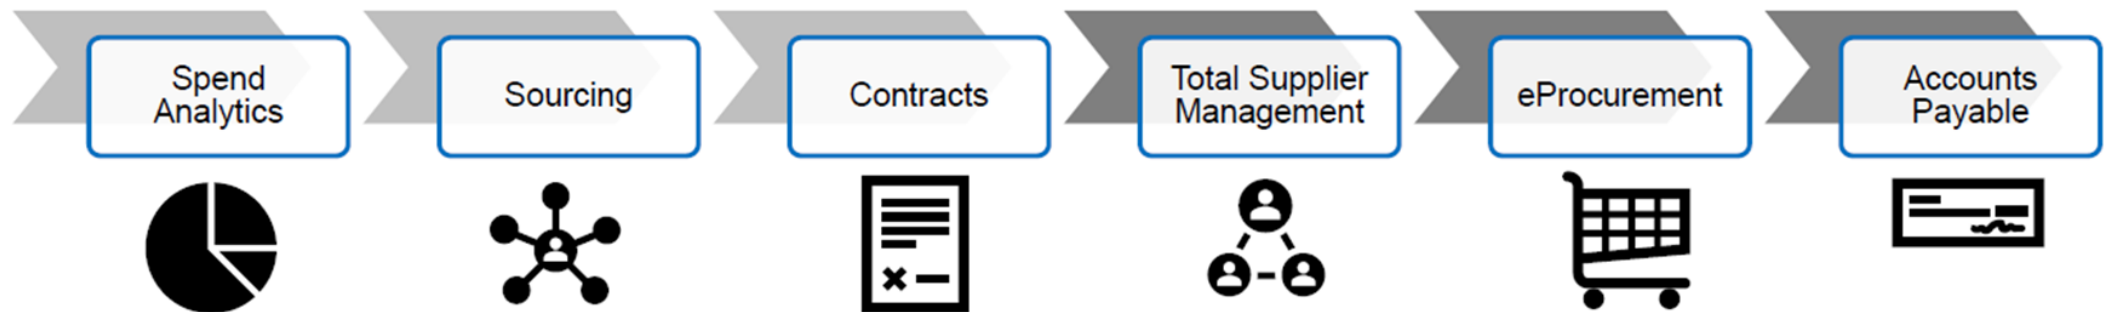 Spend
Analytics
Sourcing
Contracts
Total Supplier
Management
eProcurement
Accounts
Payable